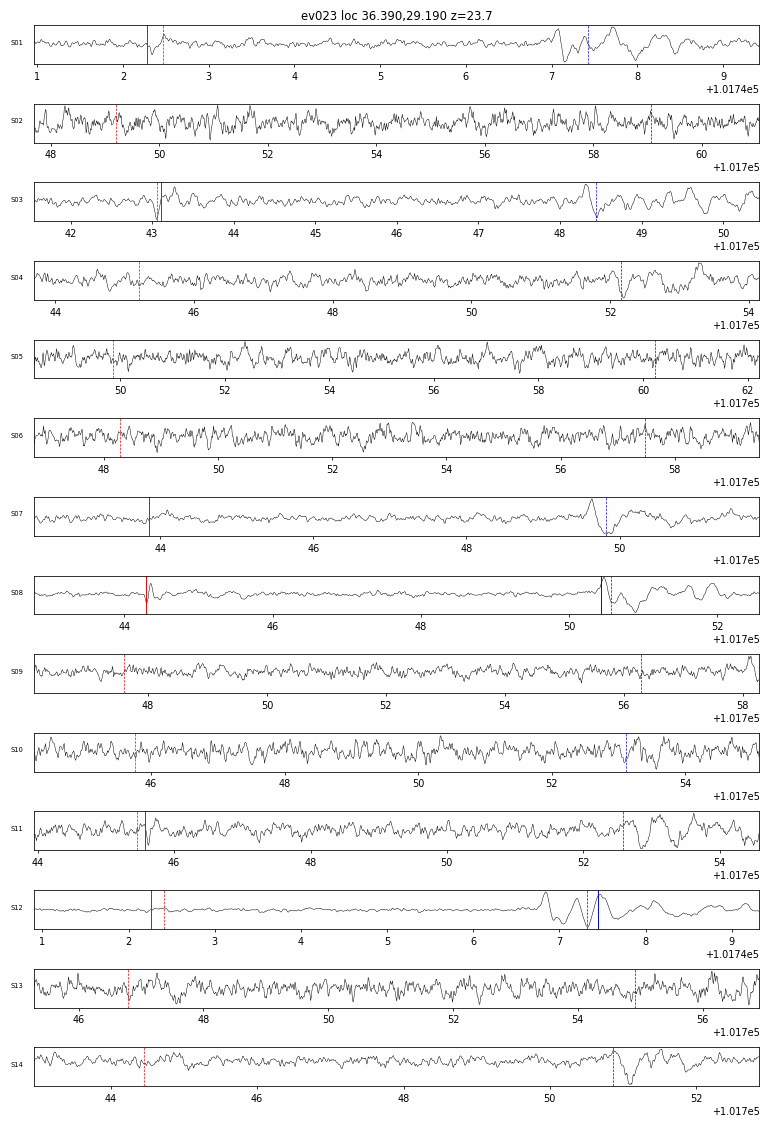 ev023 loc 36.390,29.190 z=23.7
S01
1 2 3 4 5 6 7 8 9
+1.0174e5
S02
48 50 52 54 56 58 60
+1.017e5
S03
42 43 44 45 46 47 48 49 50
+1.017e5
S04
44 46 48 50 52 54
+1.017e5
S05
50 52 54 56 58 60 62
+1.017e5
S06
48 50 52 54 56 58
+1.017e5
S07
44 46 48 50
+1.017e5
S08
44 46 48 50 52
+1.017e5
S09
48 50 52 54 56 58
+1.017e5
S10
46 48 50 52 54
+1.017e5
S11
44 46 48 50 52 54
+1.017e5
S12
1 2 3 4 5 6 7 8 9
+1.0174e5
S13
46 48 50 52 54 56
+1.017e5
S14
44 46 48 50 52
+1.017e5